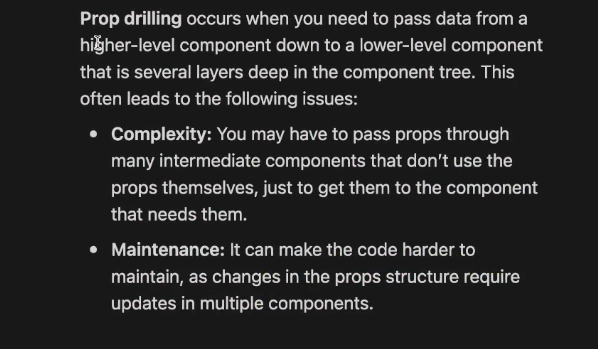 Prop drilling occurs when you need to pass data from a
higher-level component down to a lower-level component
that is several layers deep in the component tree. This
often leads to the following issues:
• Complexity: You may have to pass props through
many intermediate components that don’t use the
props themselves, just to get them to the component
that needs them.
• Maintenance: It can make the code harder to
maintain, as changes in the props structure require
updates in multiple components.